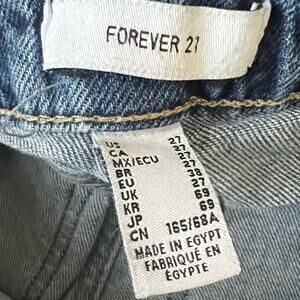 FOREVER 21
US 27
CA 27
MX/ECU 27
BR 38
EU 27
UK 69
KR 69
JP 69
CN 165/68A
MADE IN EGYPT
FABRIQUÉ EN
ÉGYPTE